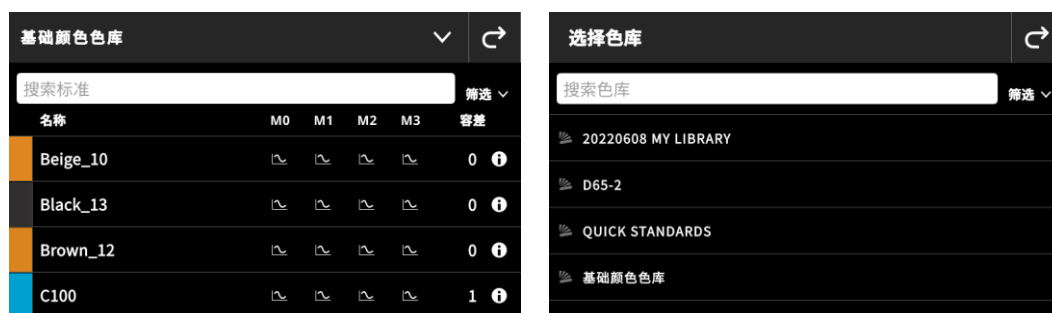 基础颜色色库
搜索标准
筛选
名称 M0 M1 M2 M3 容差
Beige_10 0
Black_13 0
Brown_12 0
C100 1
选择色库
搜索色库
筛选
20220608 MY LIBRARY
D65-2
QUICK STANDARDS
基础颜色色库